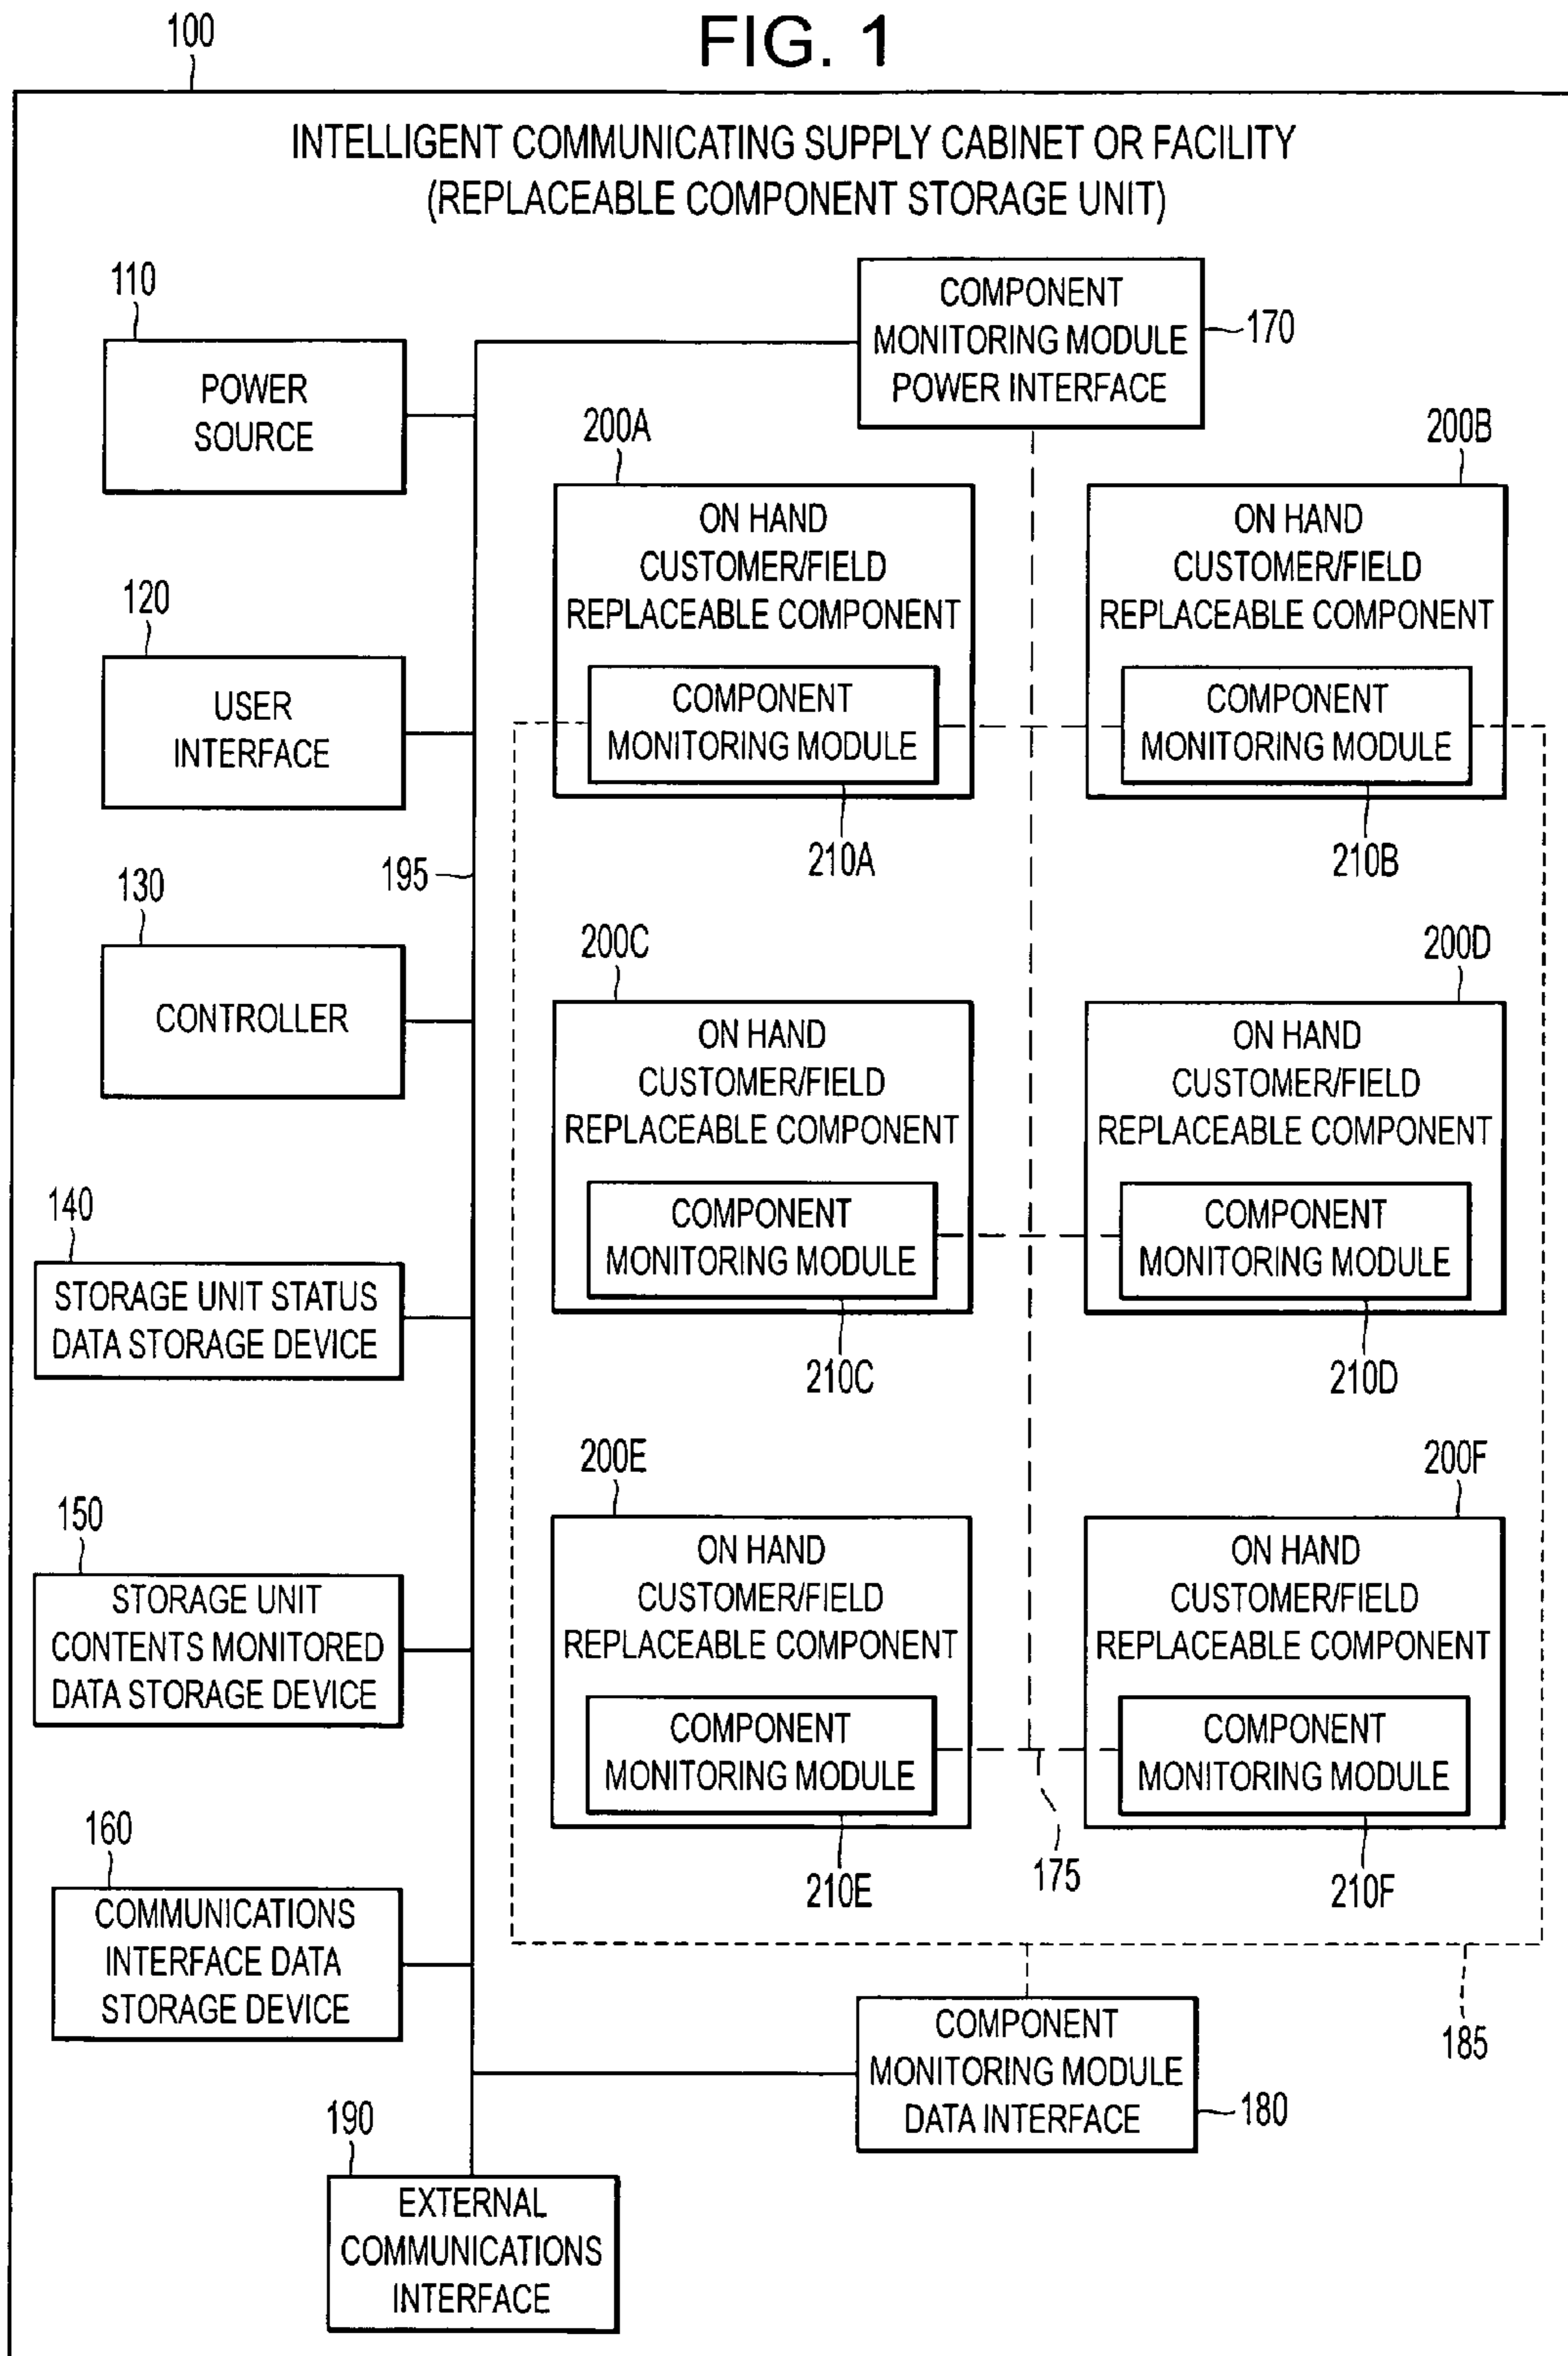 FIG. 1
100
INTELLIGENT COMMUNICATING SUPPLY CABINET OR FACILITY
(REPLACEABLE COMPONENT STORAGE UNIT)
110
POWER
SOURCE
120
USER
INTERFACE
130
CONTROLLER
140
STORAGE UNIT STATUS
DATA STORAGE DEVICE
150
STORAGE UNIT
CONTENTS MONITORED
DATA STORAGE DEVICE
160
COMMUNICATIONS
INTERFACE DATA
STORAGE DEVICE
190
EXTERNAL
COMMUNICATIONS
INTERFACE
195
COMPONENT
MONITORING MODULE
POWER INTERFACE
170
200A
ON HAND
CUSTOMER/FIELD
REPLACEABLE COMPONENT
COMPONENT
MONITORING MODULE
210A
200B
ON HAND
CUSTOMER/FIELD
REPLACEABLE COMPONENT
COMPONENT
MONITORING MODULE
210B
200C
ON HAND
CUSTOMER/FIELD
REPLACEABLE COMPONENT
COMPONENT
MONITORING MODULE
210C
200D
ON HAND
CUSTOMER/FIELD
REPLACEABLE COMPONENT
COMPONENT
MONITORING MODULE
210D
200E
ON HAND
CUSTOMER/FIELD
REPLACEABLE COMPONENT
COMPONENT
MONITORING MODULE
210E
200F
ON HAND
CUSTOMER/FIELD
REPLACEABLE COMPONENT
COMPONENT
MONITORING MODULE
210F
175
185
COMPONENT
MONITORING MODULE
DATA INTERFACE
180